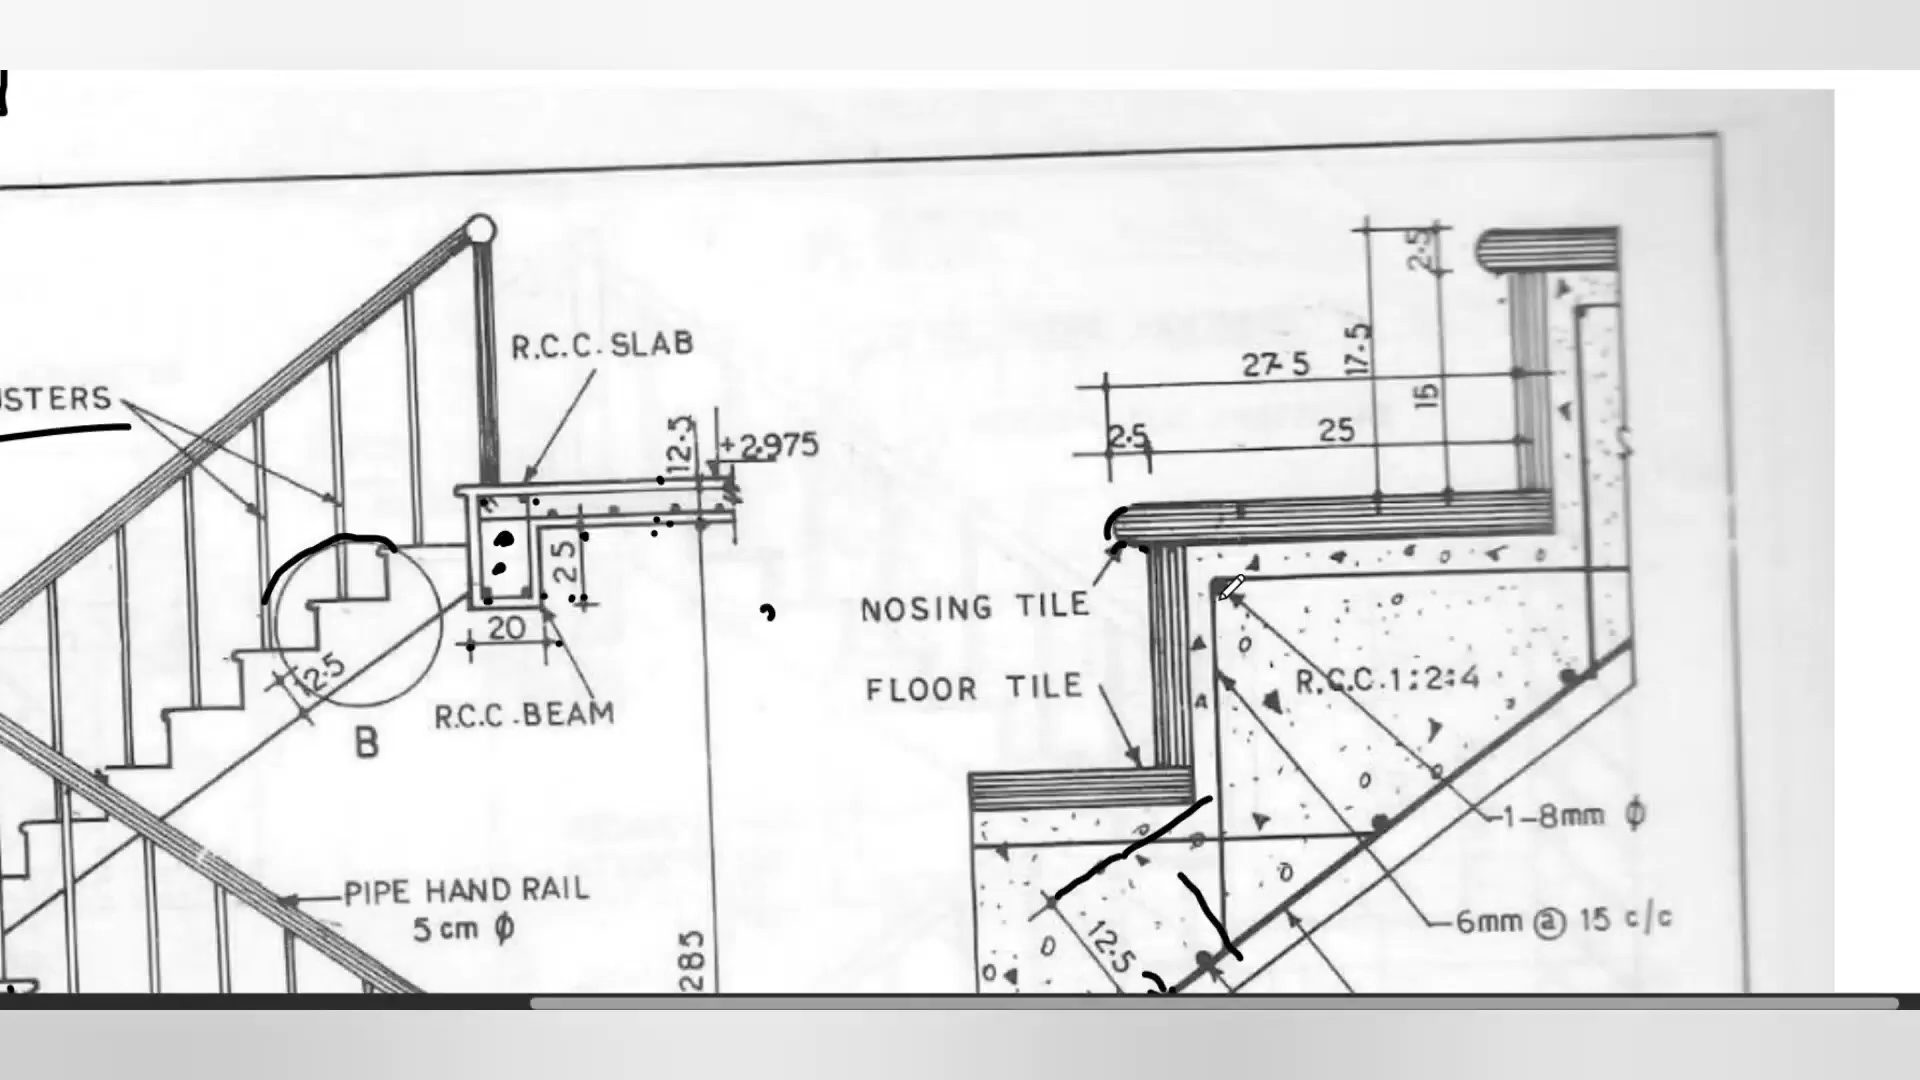 R.C.C. SLAB
USTERS
12.5
+2.975
25
20
12.5
R.C.C. BEAM
B
PIPE HAND RAIL
5 cm φ
285
2.5
17.5
27.5
15
2.5
25
NOSING TILE
FLOOR TILE
R.C.C. 1:2:4
1-8mm φ
6mm @ 15 c/c
12.5